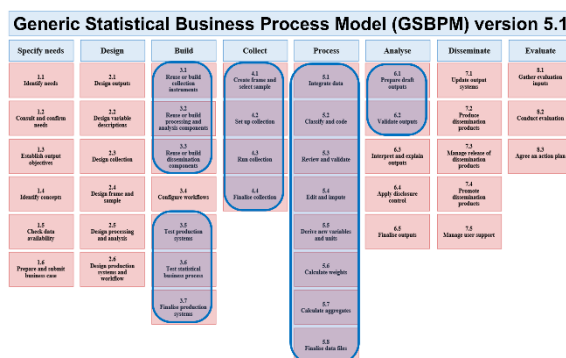 Generic Statistical Business Process Model (GSBPM) version 5.1
Specify needs
Design
Build
Collect
Process
Analyse
Disseminate
Evaluate
1.1
Identify needs
1.2
Consult and confirm
needs
1.3
Establish output
objectives
1.4
Identify concepts
1.5
Check data
availability
1.6
Prepare and submit
business case
2.1
Design outputs
2.2
Design variable
descriptions
2.3
Design collection
2.4
Design frame and
sample
2.5
Design processing
and analysis
2.6
Design production
systems and
workflow
3.1
Reuse or build
collection
instruments
3.2
Reuse or build
processing and
analysis components
3.3
Reuse or build
dissemination
components
3.4
Configure workflows
3.5
Test production
systems
3.6
Test statistical
business process
3.7
Finalise production
systems
4.1
Create frame and
select sample
4.2
Set up collection
4.3
Run collection
4.4
Finalise collection
5.1
Integrate data
5.2
Classify and code
5.3
Review and validate
5.4
Edit and impute
5.5
Derive new variables
and units
5.6
Calculate weights
5.7
Calculate aggregates
5.8
Finalise data files
6.1
Prepare draft
outputs
6.2
Validate outputs
6.3
Interpret and explain
outputs
6.4
Apply disclosure
control
6.5
Finalise outputs
7.1
Update output
systems
7.2
Produce
dissemination
products
7.3
Manage release of
dissemination
products
7.4
Promote
dissemination
products
7.5
Manage user support
8.1
Gather evaluation
inputs
8.2
Conduct evaluation
8.3
Agree an action plan